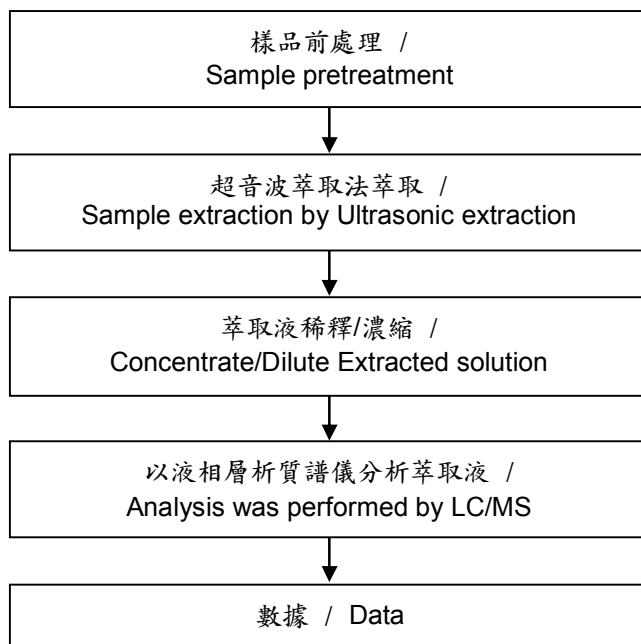 樣品前處理 /
Sample pretreatment
超音波萃取法萃取 /
Sample extraction by Ultrasonic extraction
萃取液稀釋/濃縮 /
Concentrate/Dilute Extracted solution
以液相層析質譜儀分析萃取液 /
Analysis was performed by LC/MS
數據 / Data